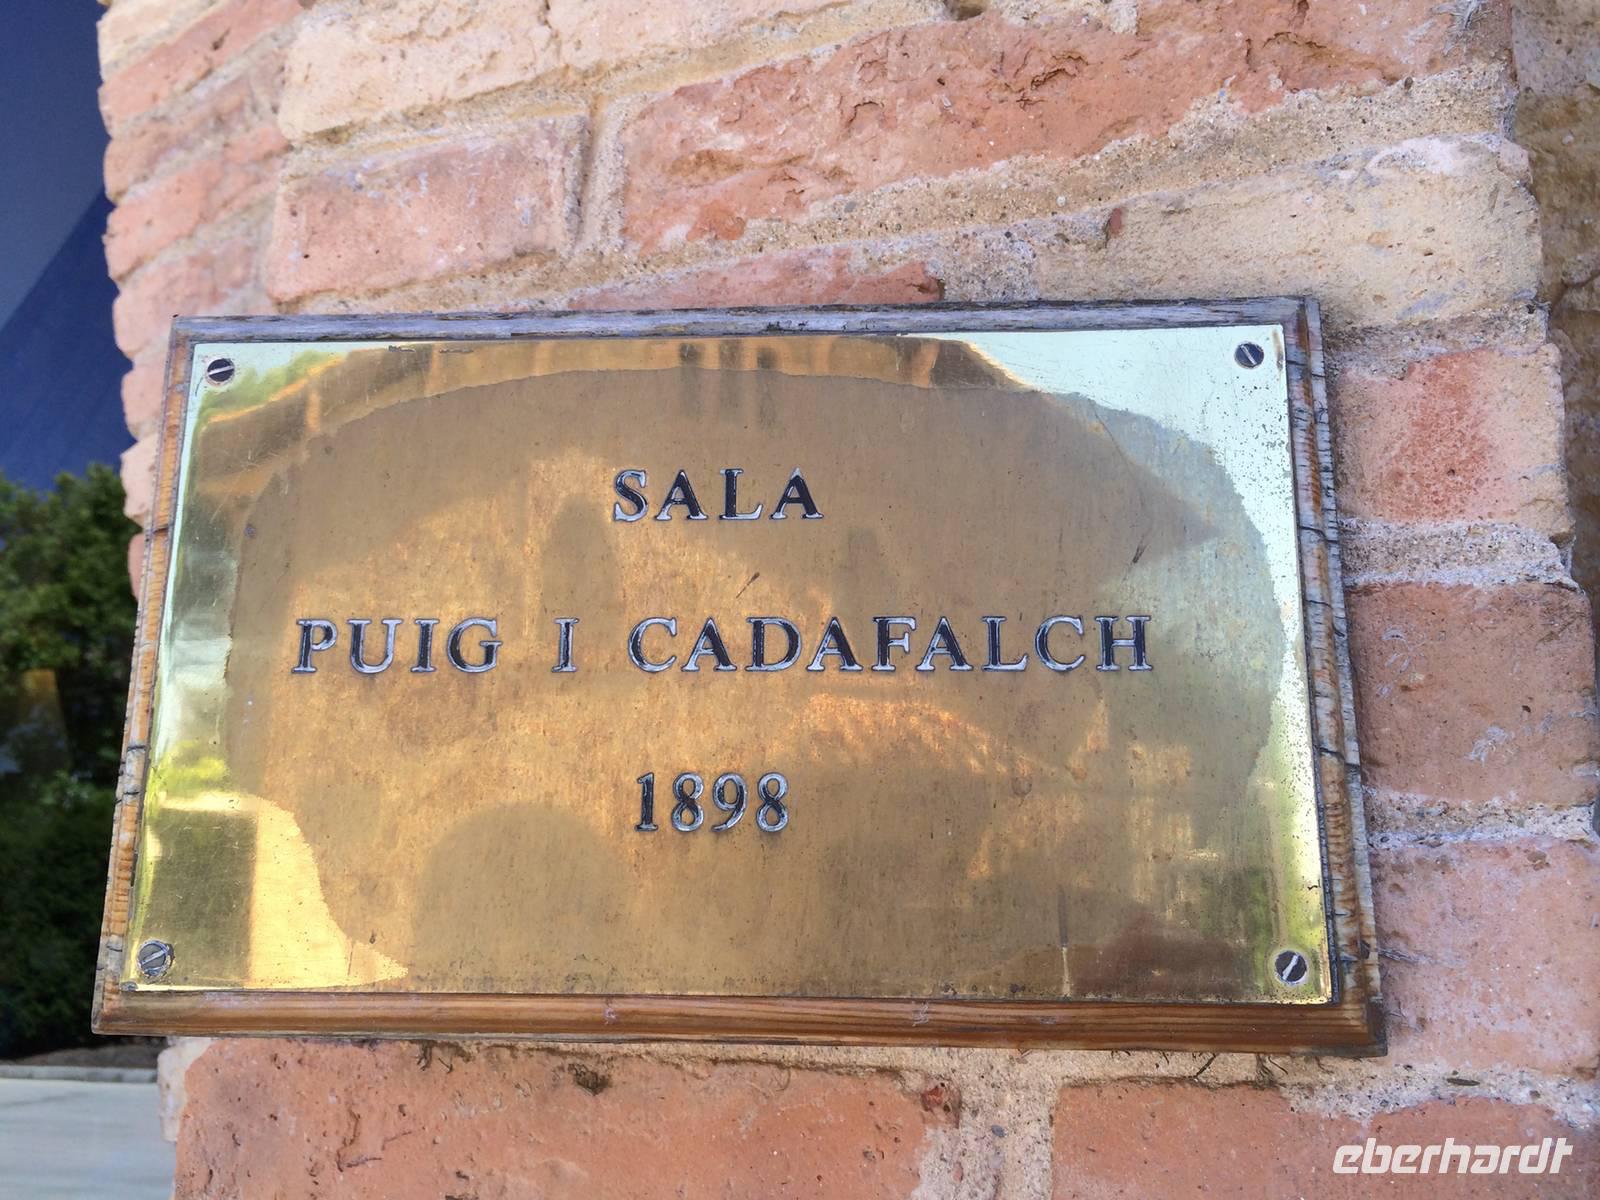 SALA
PUIG I CADAFALCH
1898
eberhardt